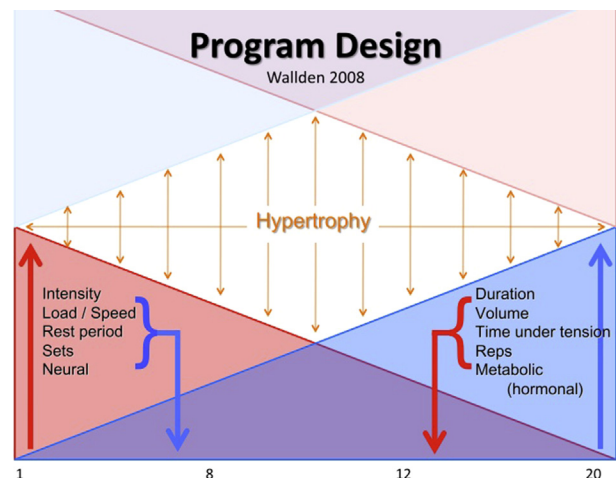 Program Design
Wallden 2008
Hypertrophy
Intensity
Load / Speed
Rest period
Sets
Neural
Duration
Volume
Time under tension
Reps
Metabolic
(hormonal)
1 8 12 20